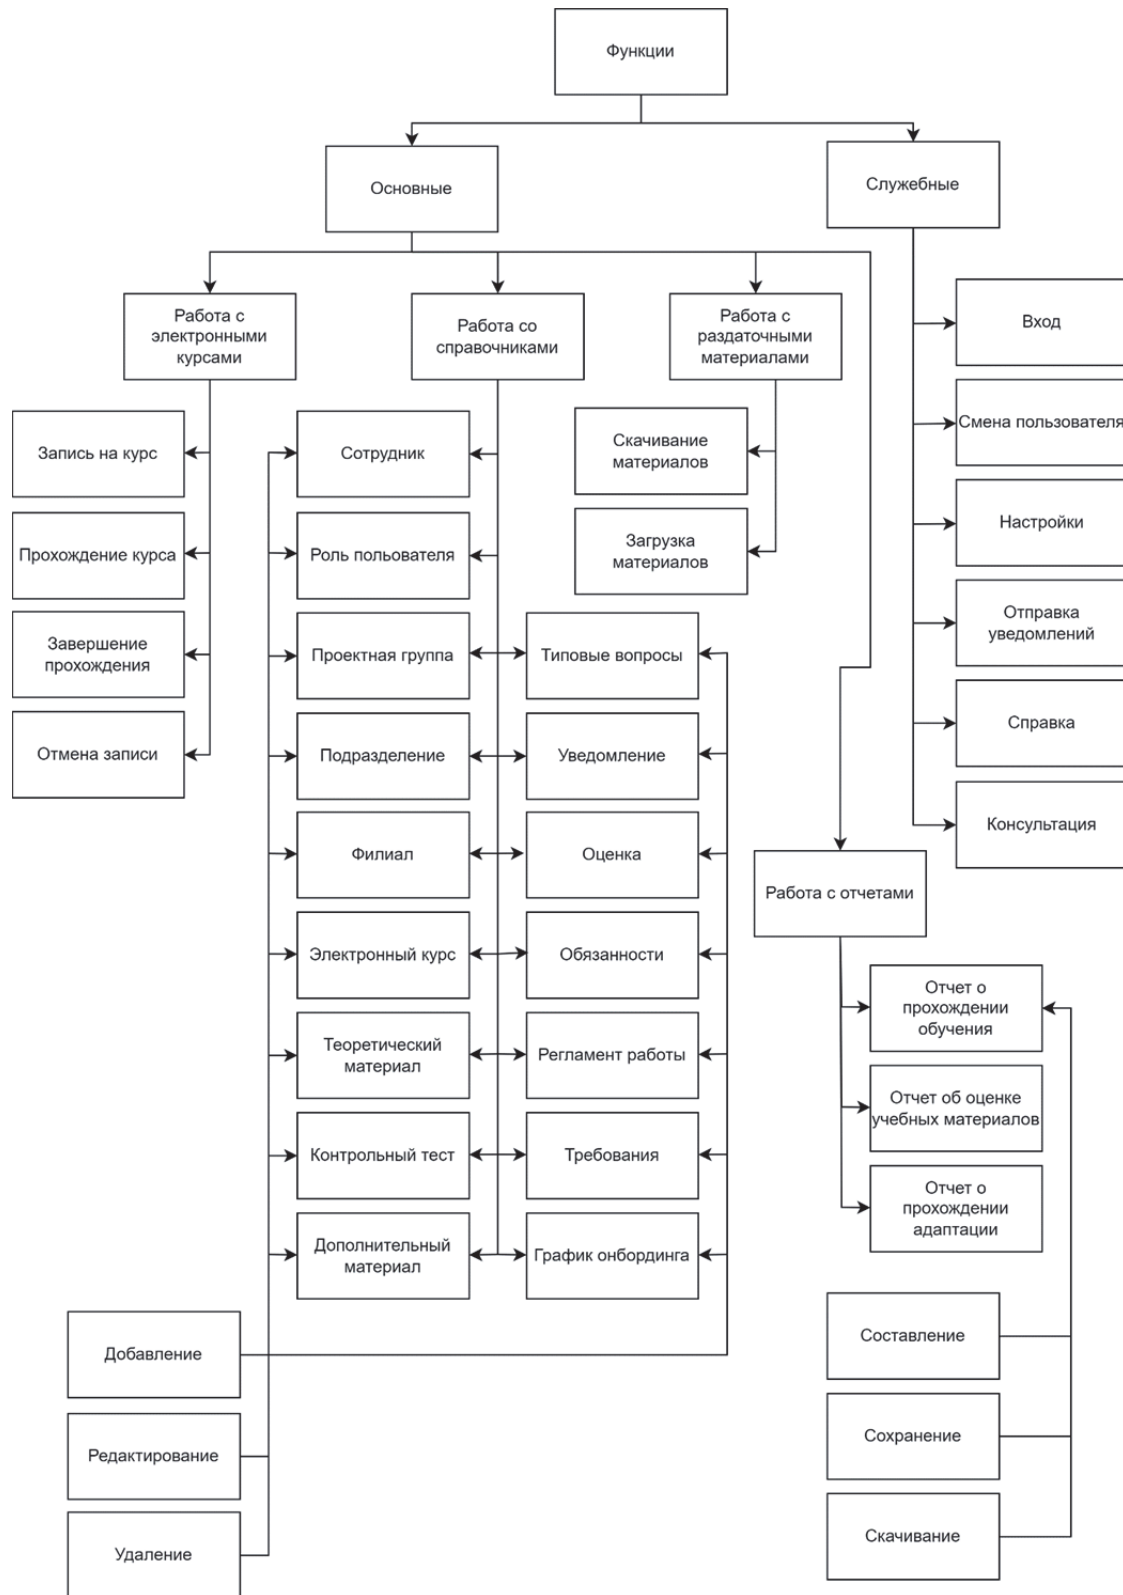 Функции
Основные
Служебные
Работа с
электронными
курсами
Работа со
справочниками
Работа с
раздаточными
материалами
Вход
Смена пользователя
Настройки
Отправка
уведомлений
Справка
Консультация
Запись на курс
Прохождение курса
Завершение
прохождения
Отмена записи
Сотрудник
Роль пользователя
Проектная группа
Подразделение
Филиал
Электронный курс
Теоретический
материал
Контрольный тест
Дополнительный
материал
Типовые вопросы
Уведомление
Оценка
Обязанности
Регламент работы
Требования
График онбординга
Скачивание
материалов
Загрузка
материалов
Работа с отчетами
Отчет о
прохождении
обучения
Отчет об оценке
учебных материалов
Отчет о
прохождении
адаптации
Добавление
Редактирование
Удаление
Составление
Сохранение
Скачивание